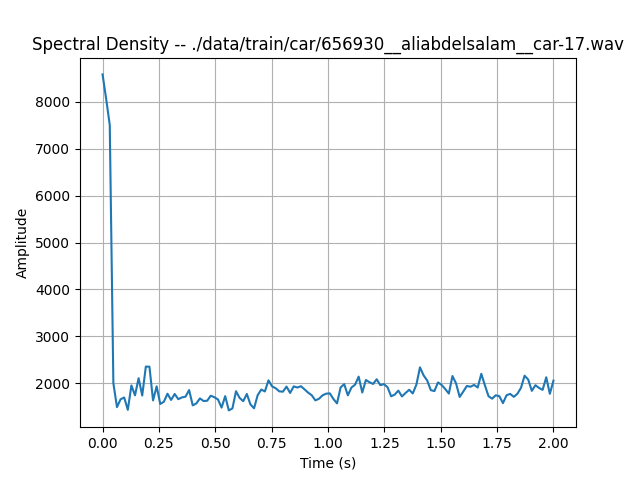 Spectral Density -- ./data/train/car/656930__aliabdelsalam__car-17.wav
8000
7000
6000
5000
4000
3000
2000
Amplitude
0.00 0.25 0.50 0.75 1.00 1.25 1.50 1.75 2.00
Time (s)